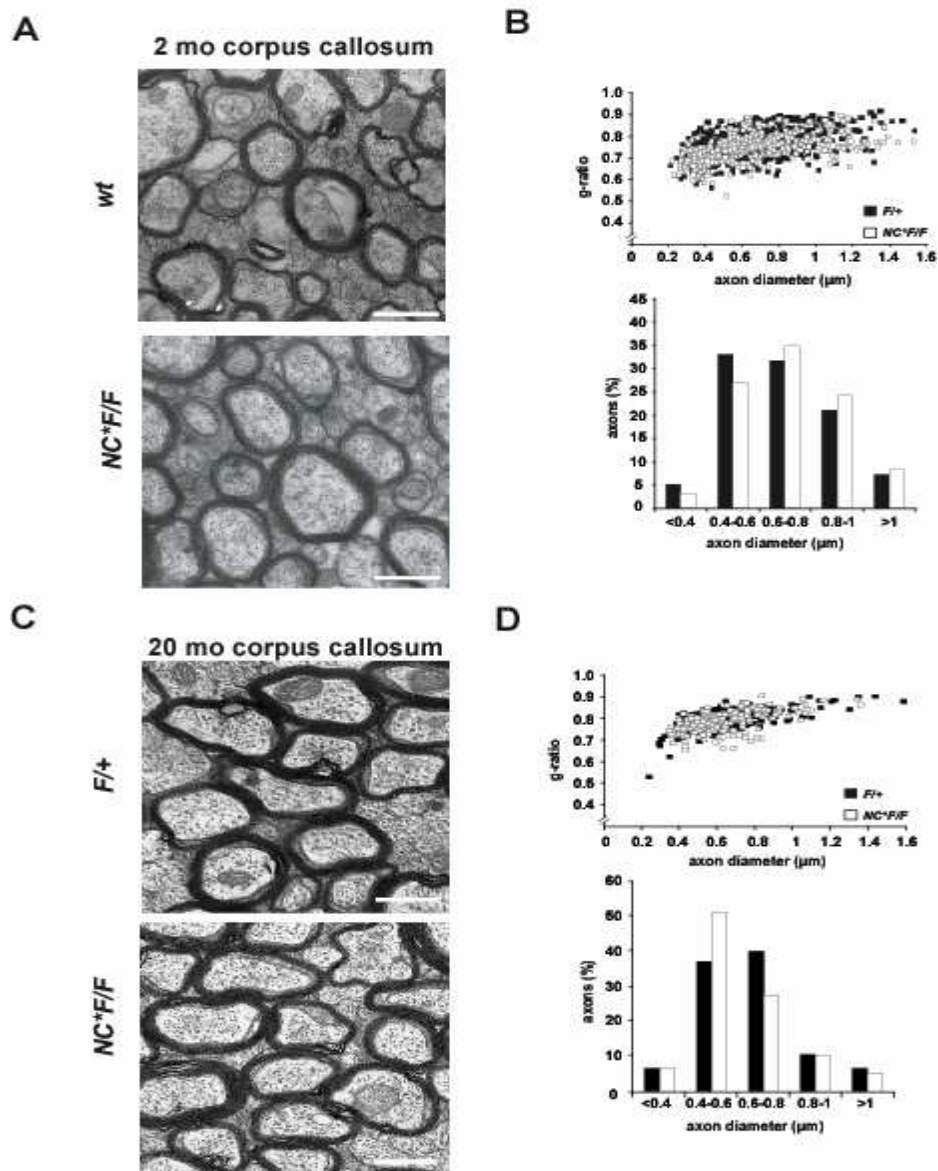 A
2 mo corpus callosum
wt
NC*F/F
B
1.0
0.9
0.8
0.7
0.6
0.5
0.4
g-ratio
F/+
NC*F/F
0.2 0.4 0.6 0.8 1 1.2 1.4 1.6
axon diameter (µm)
45
40
35
30
25
20
15
10
5
0
axons (%)
<0.4 0.4-0.6 0.6-0.8 0.8-1 >1
axon diameter (µm)
C
20 mo corpus callosum
F/+
NC*F/F
D
1.0
0.9
0.8
0.7
0.6
0.5
0.4
g-ratio
F/+
NC*F/F
0 0.2 0.4 0.6 0.8 1 1.2 1.4 1.6
axon diameter (µm)
60
50
40
30
20
10
0
axons (%)
<0.4 0.4-0.6 0.6-0.8 0.8-1 >1
axon diameter (µm)